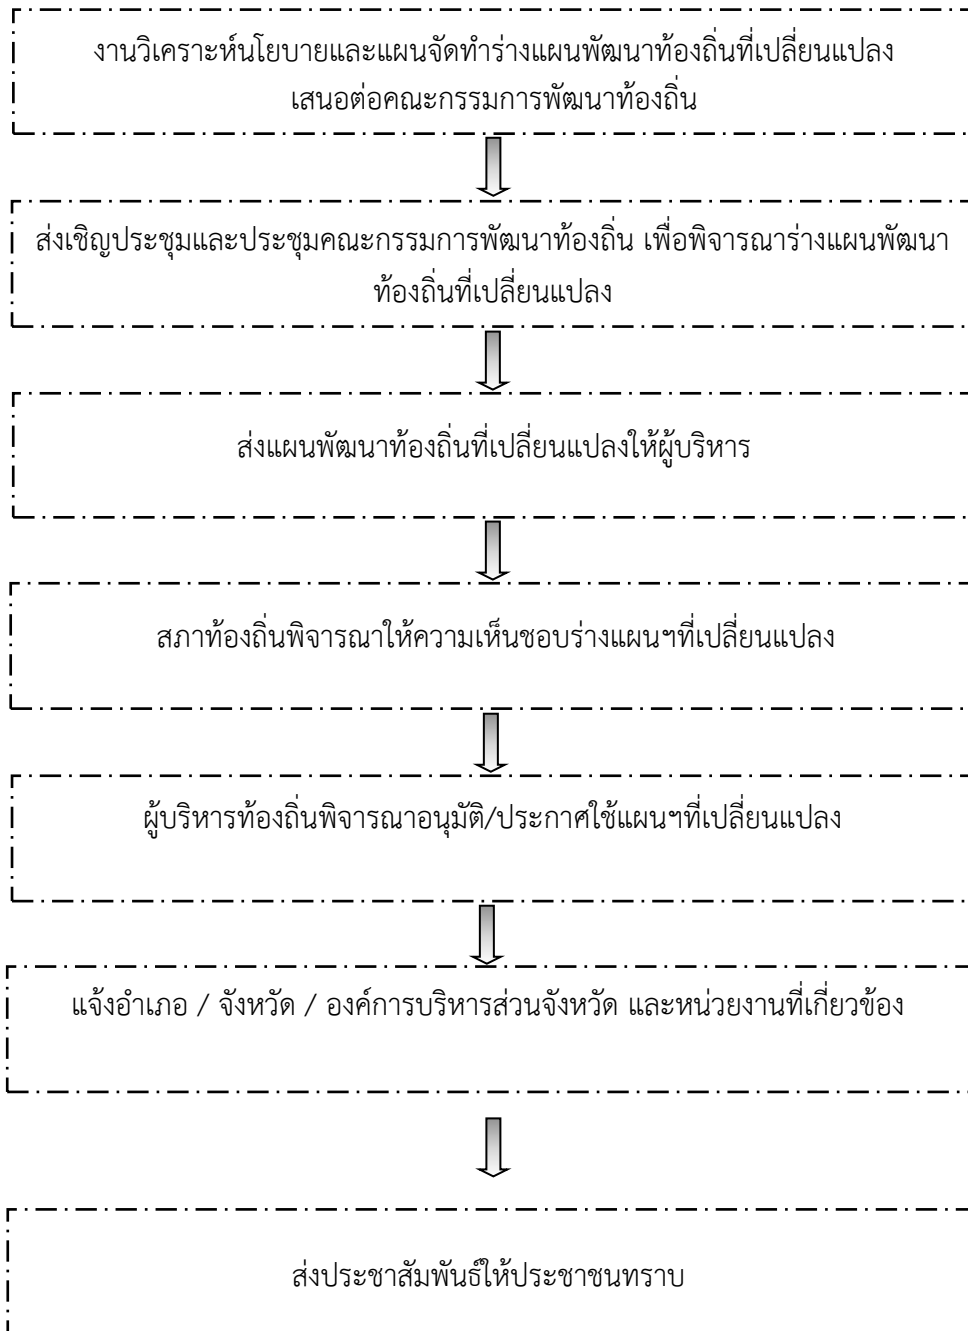 งานวิเคราะห์นโยบายและแผนจัดทำร่างแผนพัฒนาท้องถิ่นที่เปลี่ยนแปลง
เสนอต่อคณะกรรมการพัฒนาท้องถิ่น
ส่งเชิญประชุมและประชุมคณะกรรมการพัฒนาท้องถิ่น เพื่อพิจารณาร่างแผนพัฒนา
ท้องถิ่นที่เปลี่ยนแปลง
ส่งแผนพัฒนาท้องถิ่นที่เปลี่ยนแปลงให้ผู้บริหาร
สภาท้องถิ่นพิจารณาให้ความเห็นชอบร่างแผนฯที่เปลี่ยนแปลง
ผู้บริหารท้องถิ่นพิจารณาอนุมัติ/ประกาศใช้แผนฯที่เปลี่ยนแปลง
แจ้งอำเภอ / จังหวัด / องค์การบริหารส่วนจังหวัด และหน่วยงานที่เกี่ยวข้อง
ส่งประชาสัมพันธ์ให้ประชาชนทราบ